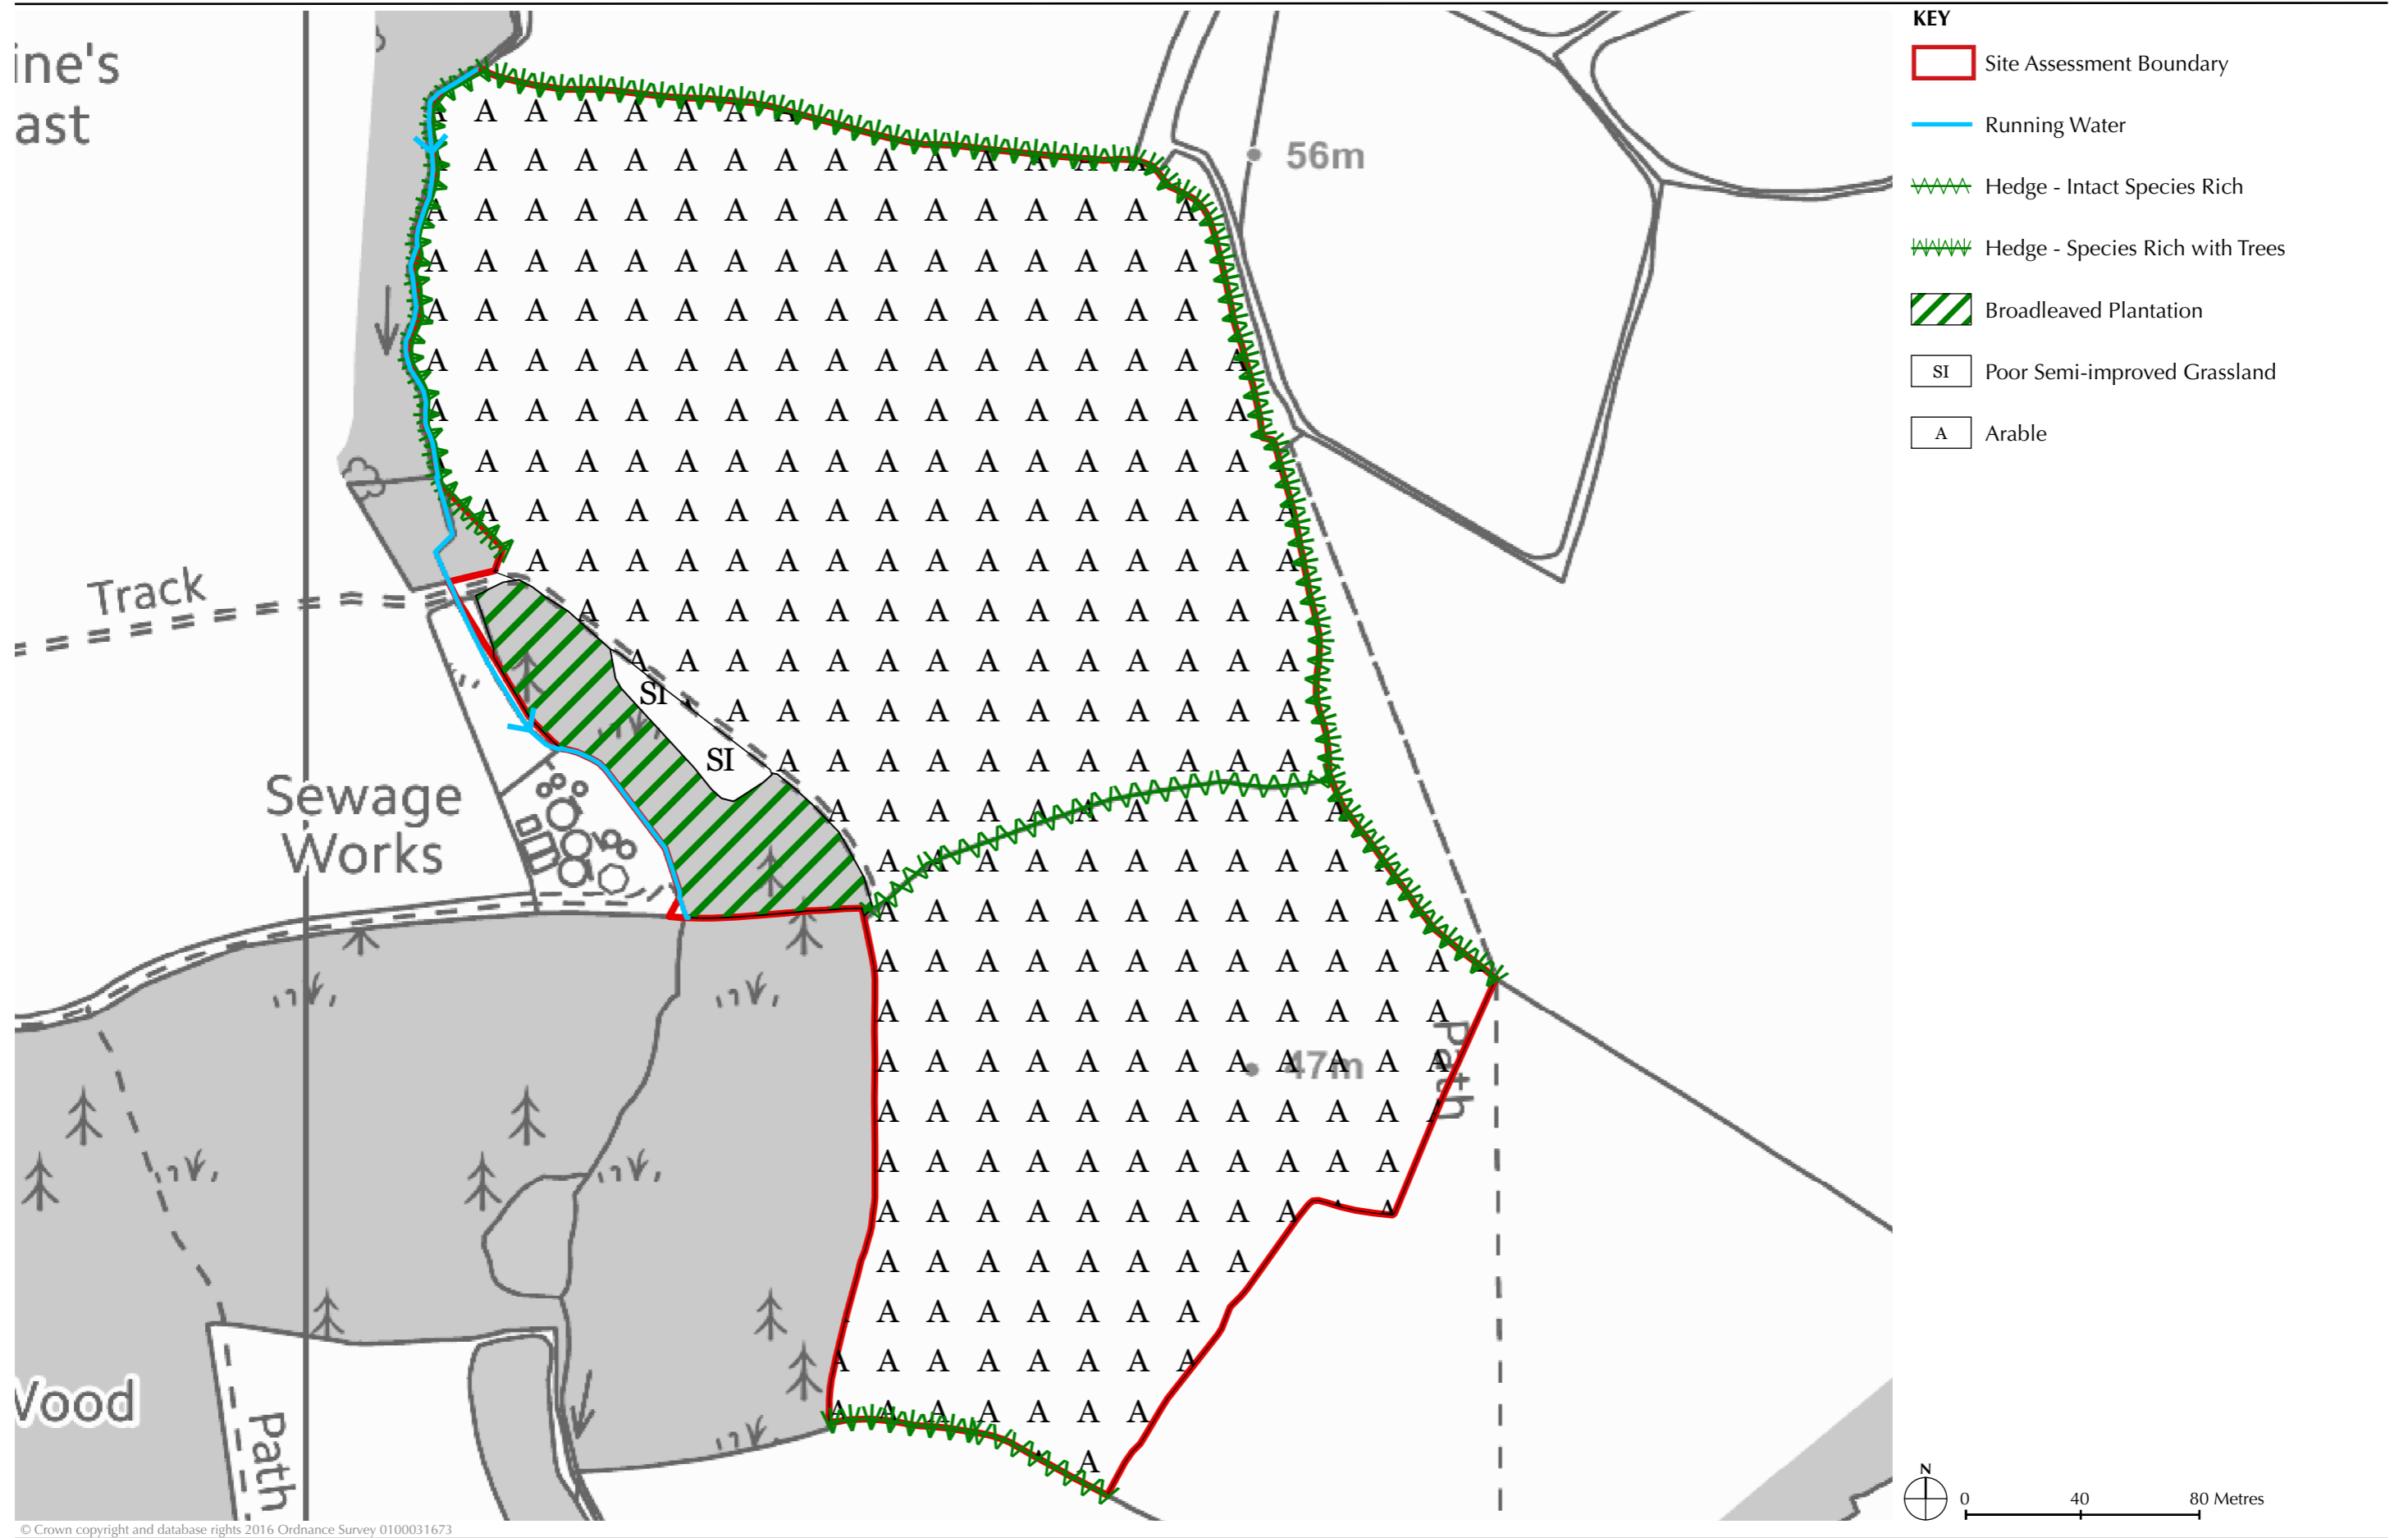 ine's
ast
56m
Track
SI
SI
Sewage
Works
47m
Path
Wood
Path
KEY
Site Assessment Boundary
Running Water
Hedge - Intact Species Rich
Hedge - Species Rich with Trees
Broadleaved Plantation
SI Poor Semi-improved Grassland
A Arable
N
0 40 80 Metres
© Crown copyright and database rights 2016 Ordnance Survey 0100031673